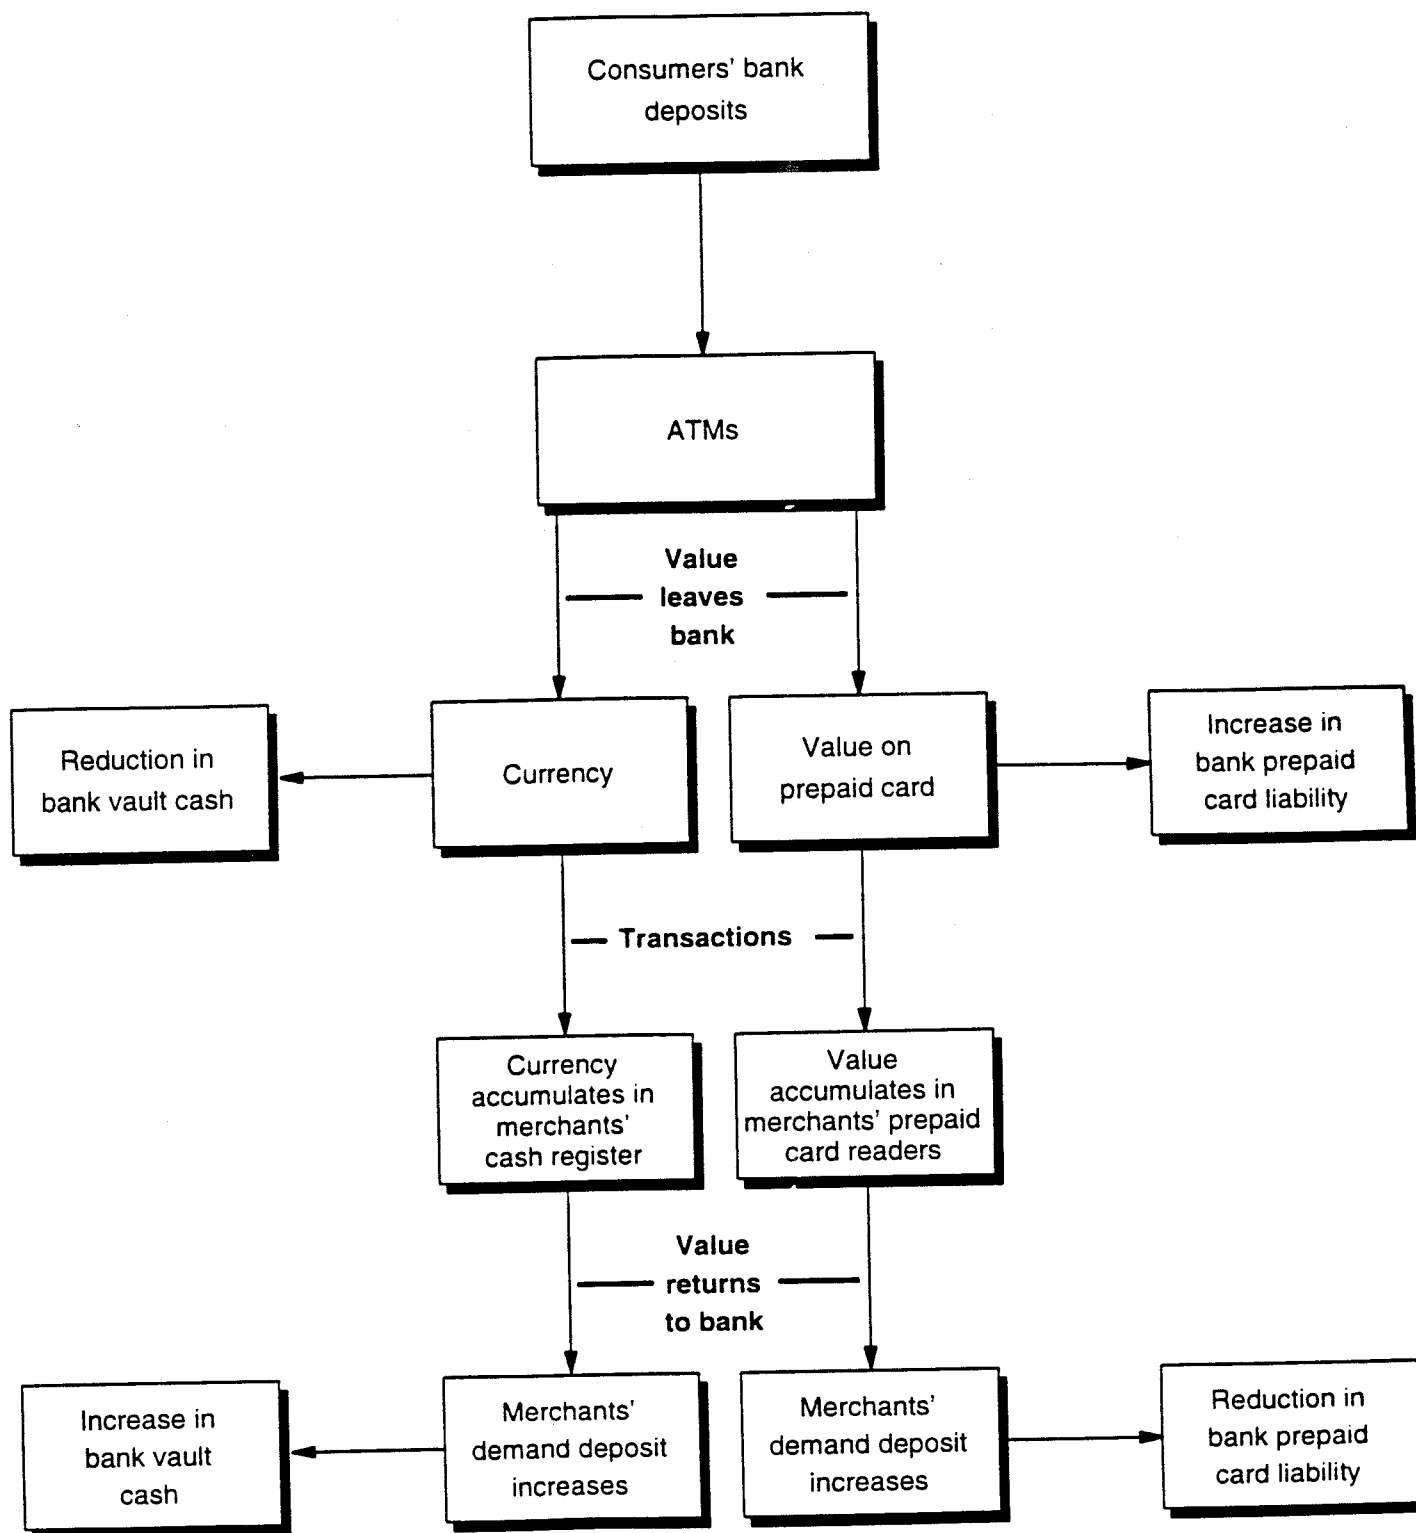 Consumers' bank
deposits
ATMs
Value
leaves
bank
Reduction in
bank vault cash
Currency
Value on
prepaid card
Increase in
bank prepaid
card liability
Transactions
Currency
accumulates in
merchants'
cash register
Value
accumulates in
merchants' prepaid
card readers
Value
returns
to bank
Increase in
bank vault
cash
Merchants'
demand deposit
increases
Merchants'
demand deposit
increases
Reduction in
bank prepaid
card liability